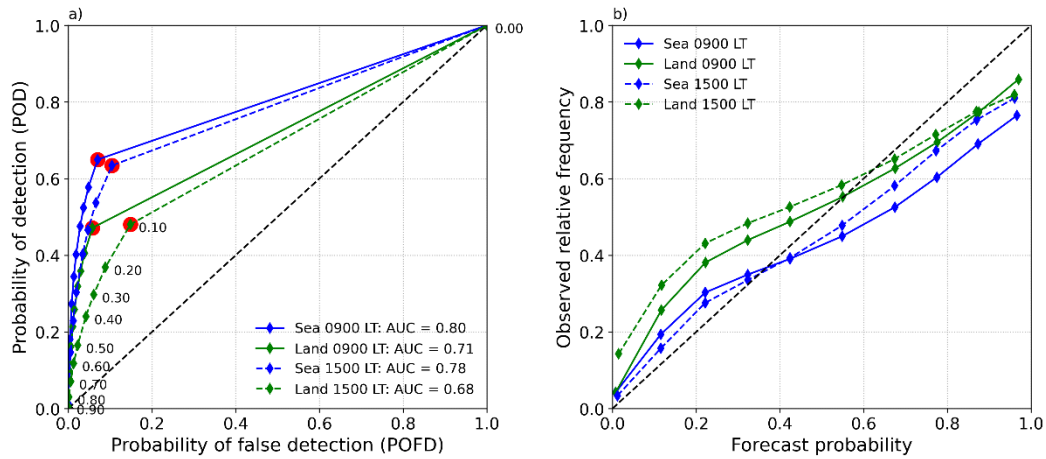 a)
Probability of detection (POD)
1.0
0.8
0.6
0.4
0.2
0.0
0.00
0.10
0.20
0.30
0.40
0.50
0.60
0.70
0.80
0.90
Sea 0900 LT: AUC = 0.80
Land 0900 LT: AUC = 0.71
Sea 1500 LT: AUC = 0.78
Land 1500 LT: AUC = 0.68
0.0 0.2 0.4 0.6 0.8 1.0
Probability of false detection (POFD)
b)
Observed relative frequency
1.0
0.8
0.6
0.4
0.2
0.0
Sea 0900 LT
Land 0900 LT
Sea 1500 LT
Land 1500 LT
0.0 0.2 0.4 0.6 0.8 1.0
Forecast probability